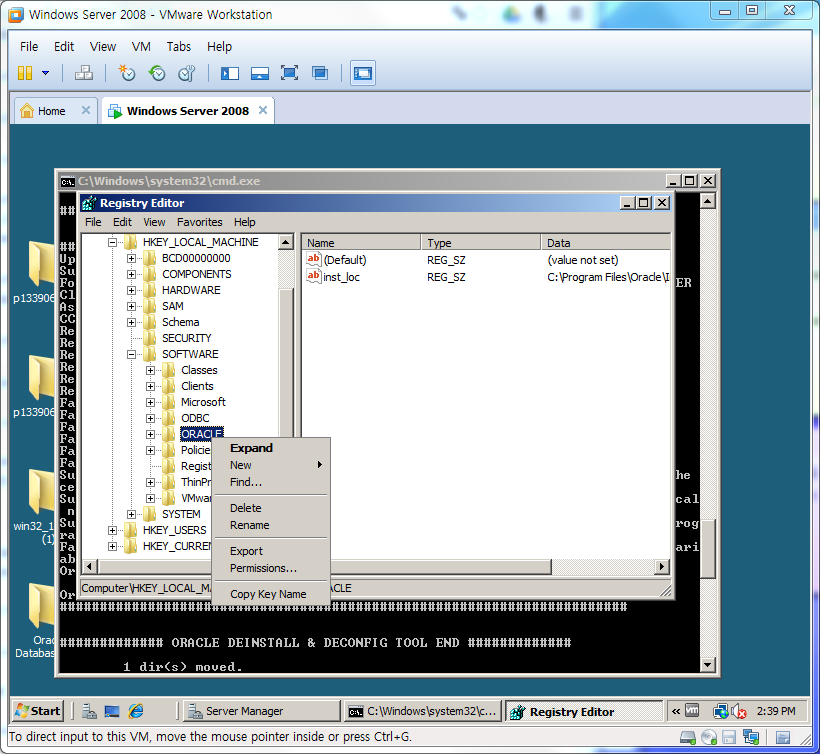 Windows Server 2008 - VMware Workstation
File Edit View VM Tabs Help
Home
Windows Server 2008
C:\Windows\system32\cmd.exe
Registry Editor
File Edit View Favorites Help
HKEY_LOCAL_MACHINE
BCD00000000
COMPONENTS
HARDWARE
SAM
Schema
SECURITY
SOFTWARE
Classes
Clients
Microsoft
ODBC
ORACLE
Policie
Regist
ThinPr
VMwar
SYSTEM
HKEY_USERS
HKEY_CURREN
Name Type Data
(Default) REG_SZ (value not set)
inst_loc REG_SZ C:\Program Files\Oracle\I
Expand
New
Find...
Delete
Rename
Export
Permissions...
Copy Key Name
Computer\HKEY_LOCAL_MA
CLE
##
##
Up
Su
Fo
ER
Cl
As
CC
Re
Re
Re
Re
Re
Re
Fa
Fa
Fa
Fa
Fa
Fa
Su
he
ce
Su
cal
n
Su
rog
ra
Fa
ari
ab
Or
Or
p133906
p133906
win32_1
(1)
Orac
Databas
######################################################################
############# ORACLE DEINSTALL & DECONFIG TOOL END #############
1 dir(s) moved.
Start
Server Manager
C:\Windows\system32\c...
Registry Editor
«
vm
2:39 PM
To direct input to this VM, move the mouse pointer inside or press Ctrl+G.